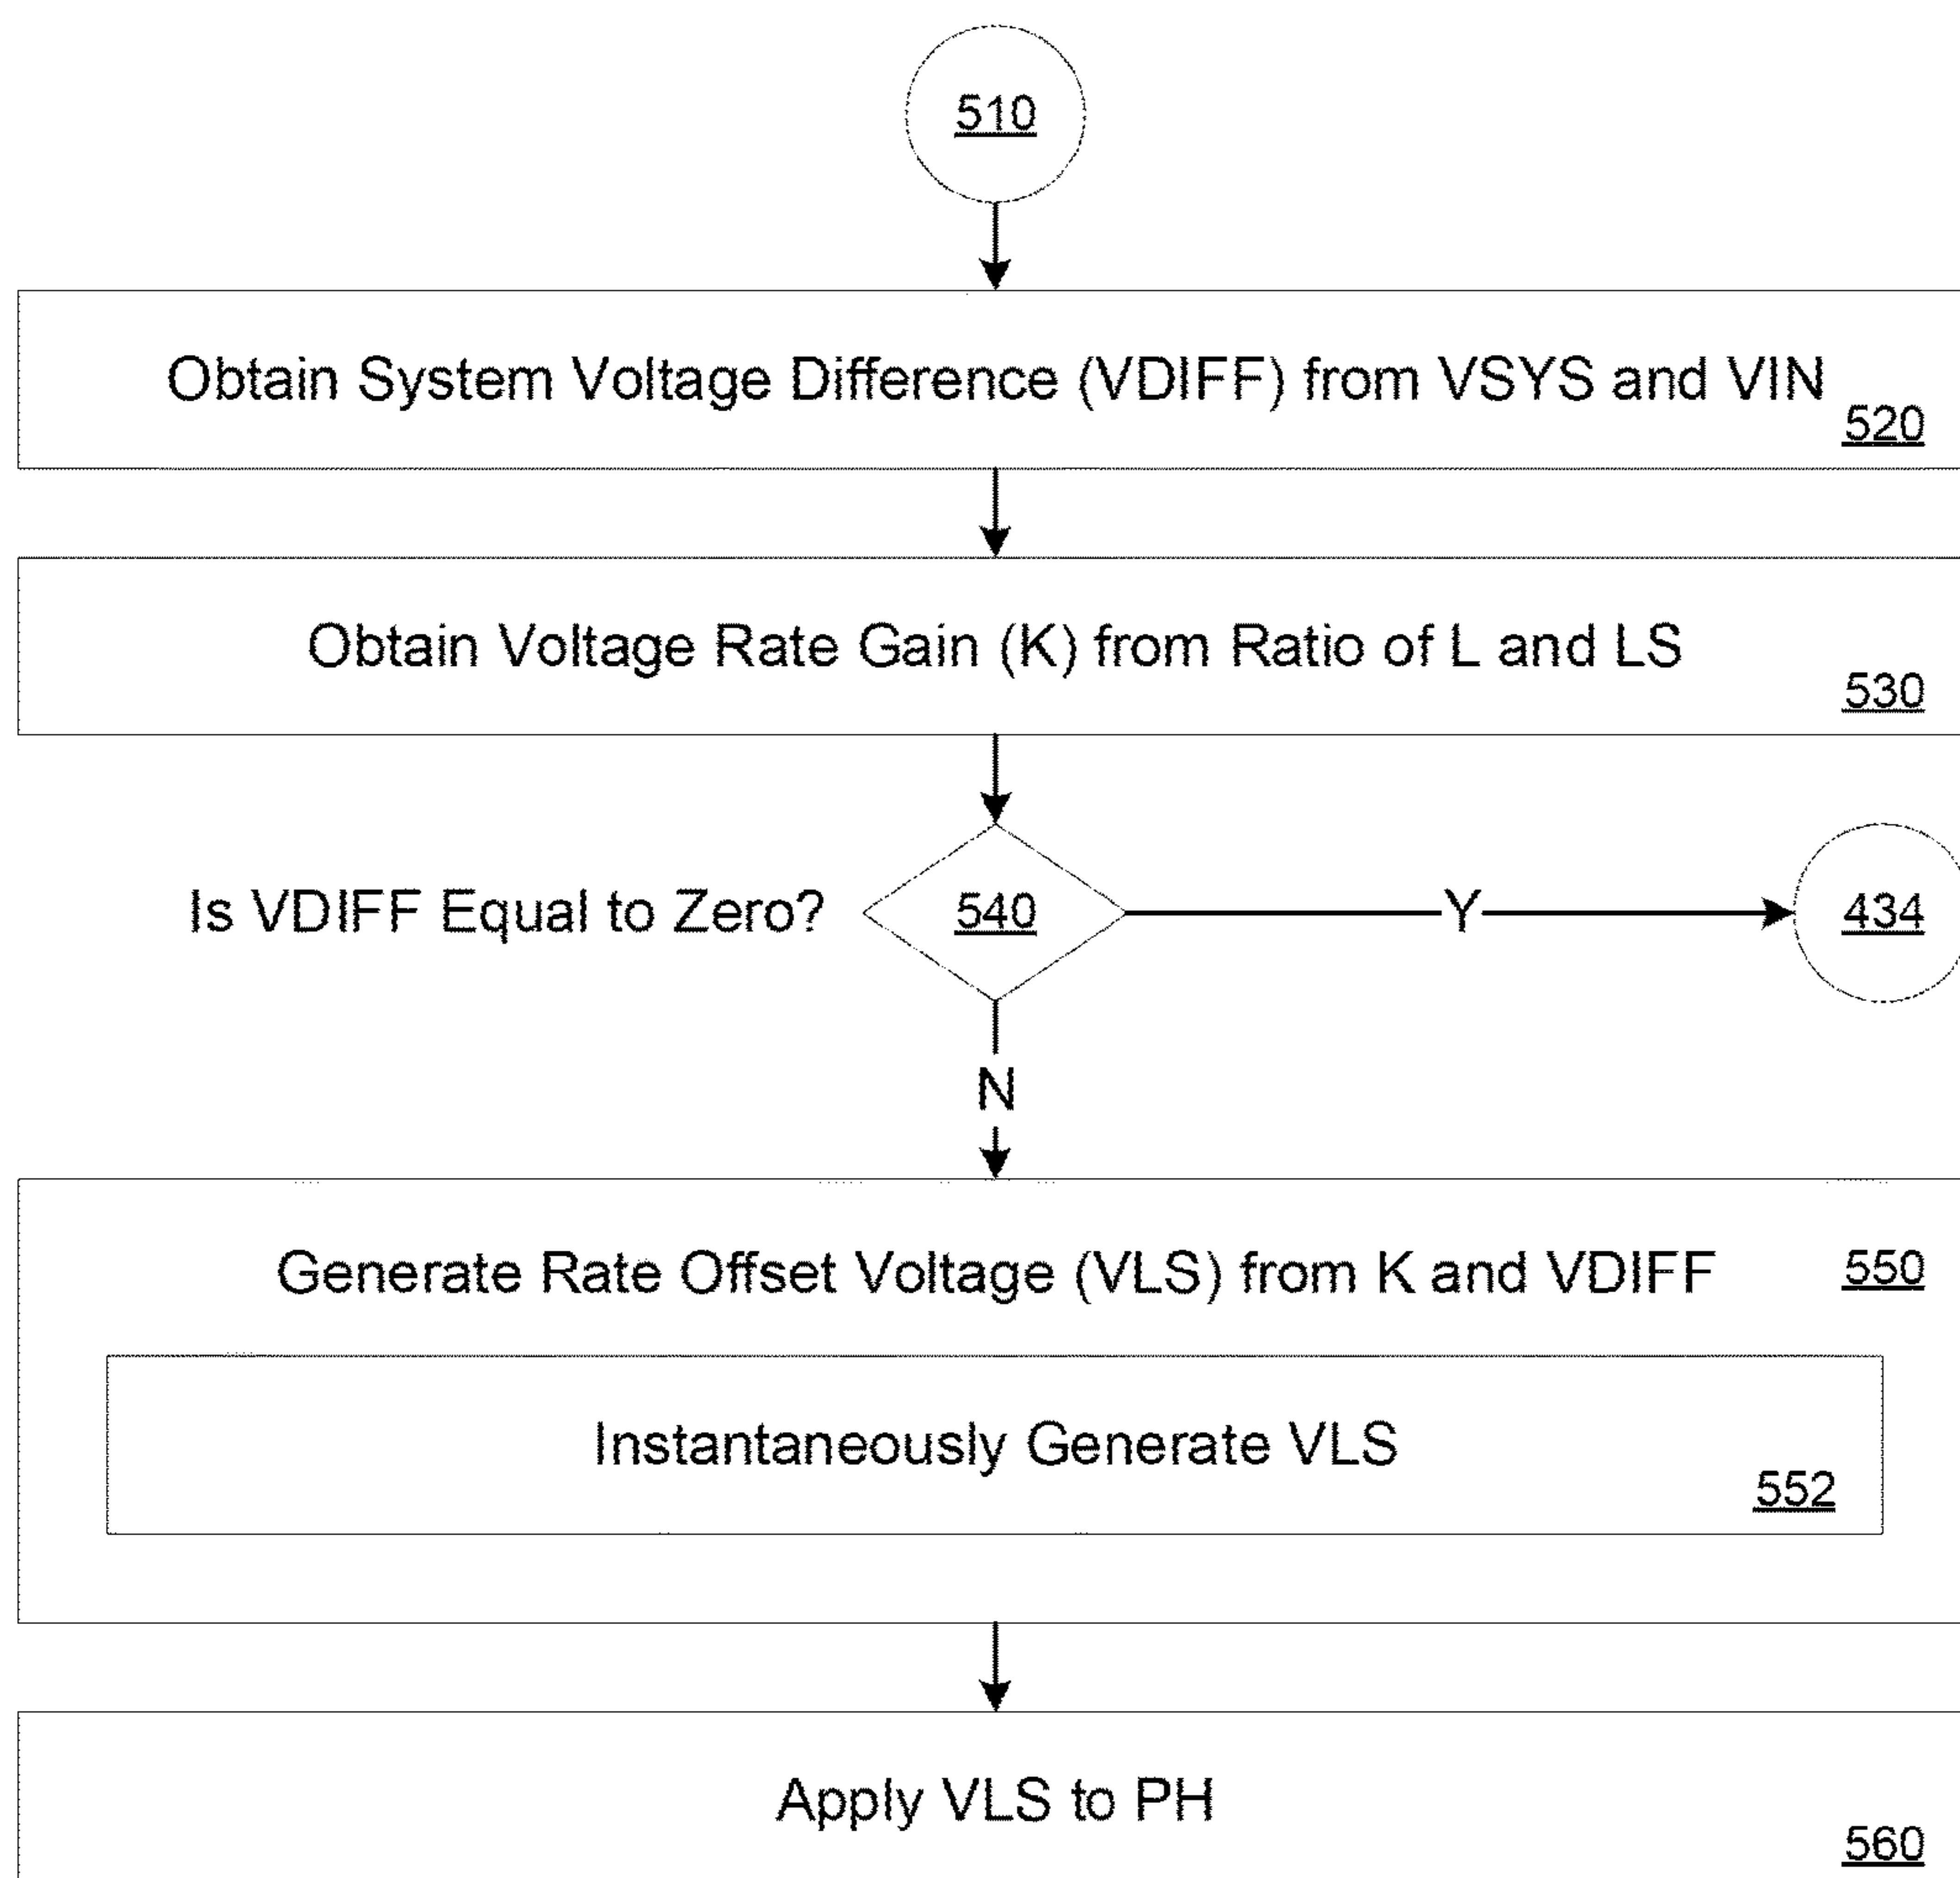 510
Obtain System Voltage Difference (VDIFF) from VSYS and VIN
520
Obtain Voltage Rate Gain (K) from Ratio of L and LS
530
Is VDIFF Equal to Zero?
540
Y
434
N
Generate Rate Offset Voltage (VLS) from K and VDIFF
550
Instantaneously Generate VLS
552
Apply VLS to PH
560